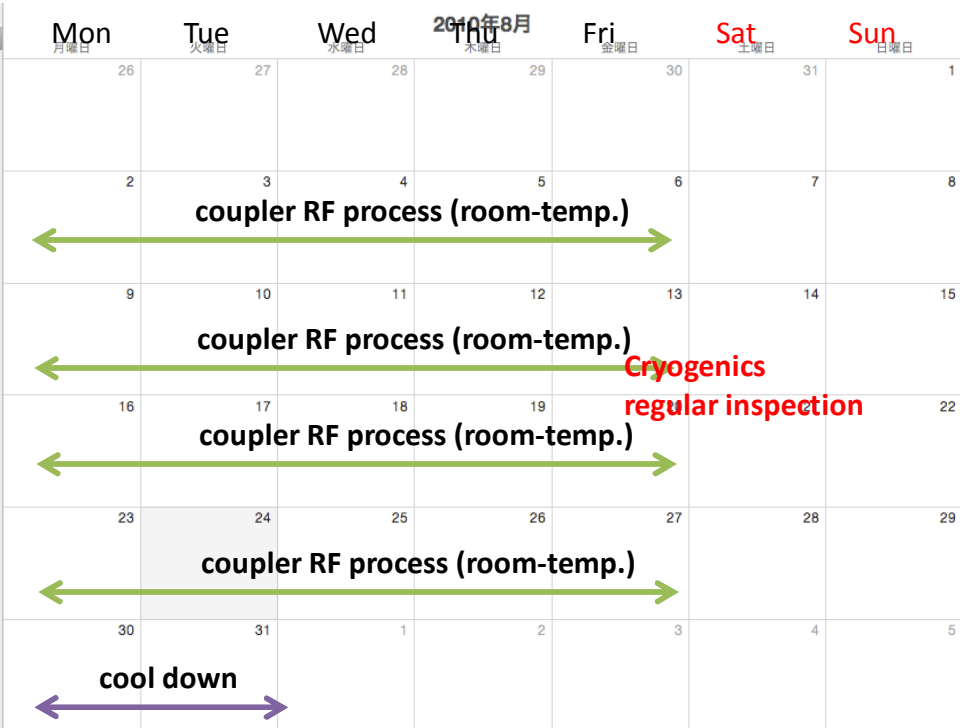 2010年8月
Mon Tue Wed Thu Fri Sat Sun
月曜日 火曜日 水曜日 木曜日 金曜日 土曜日 日曜日
26 27 28 29 30 31 1
2 3 4 5 6 7 8
coupler RF process (room-temp.)
9 10 11 12 13 14 15
coupler RF process (room-temp.)
Cryogenics
regular inspection
16 17 18 19 20 21 22
coupler RF process (room-temp.)
23 24 25 26 27 28 29
coupler RF process (room-temp.)
30 31 1 2 3 4 5
cool down